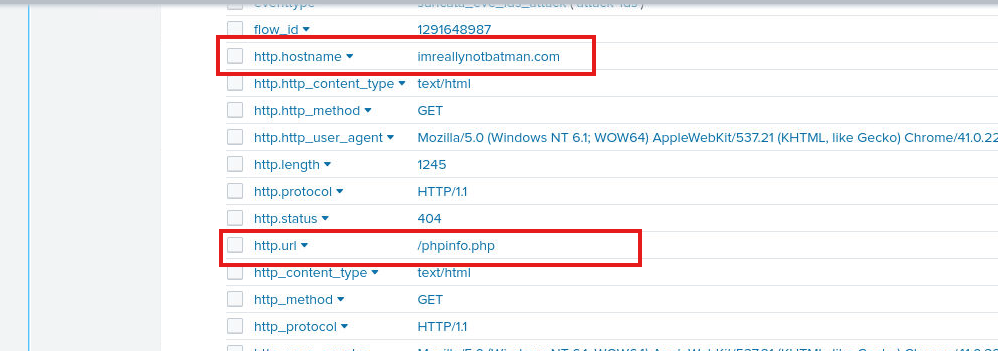 flow_id 1291648987
http.hostname imreallynotbatman.com
http.http_content_type text/html
http.http_method GET
http.http_user_agent Mozilla/5.0 (Windows NT 6.1; WOW64) AppleWebKit/537.21 (KHTML, like Gecko) Chrome/41.0.22
http.length 1245
http.protocol HTTP/1.1
http.status 404
http.url /phpinfo.php
http_content_type text/html
http_method GET
http_protocol HTTP/1.1